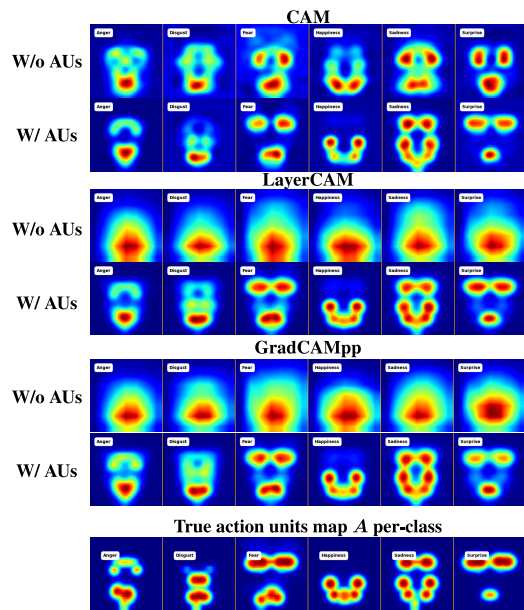 CAM
W/o AUs
Anger Disgust Fear Happiness Sadness Surprise
W/ AUs
Anger Disgust Fear Happiness Sadness Surprise
LayerCAM
W/o AUs
Anger Disgust Fear Happiness Sadness Surprise
W/ AUs
Anger Disgust Fear Happiness Sadness Surprise
GradCAMpp
W/o AUs
Anger Disgust Fear Happiness Sadness Surprise
W/ AUs
Anger Disgust Fear Happiness Sadness Surprise
True action units map A per-class
Anger Disgust Fear Happiness Sadness Surprise